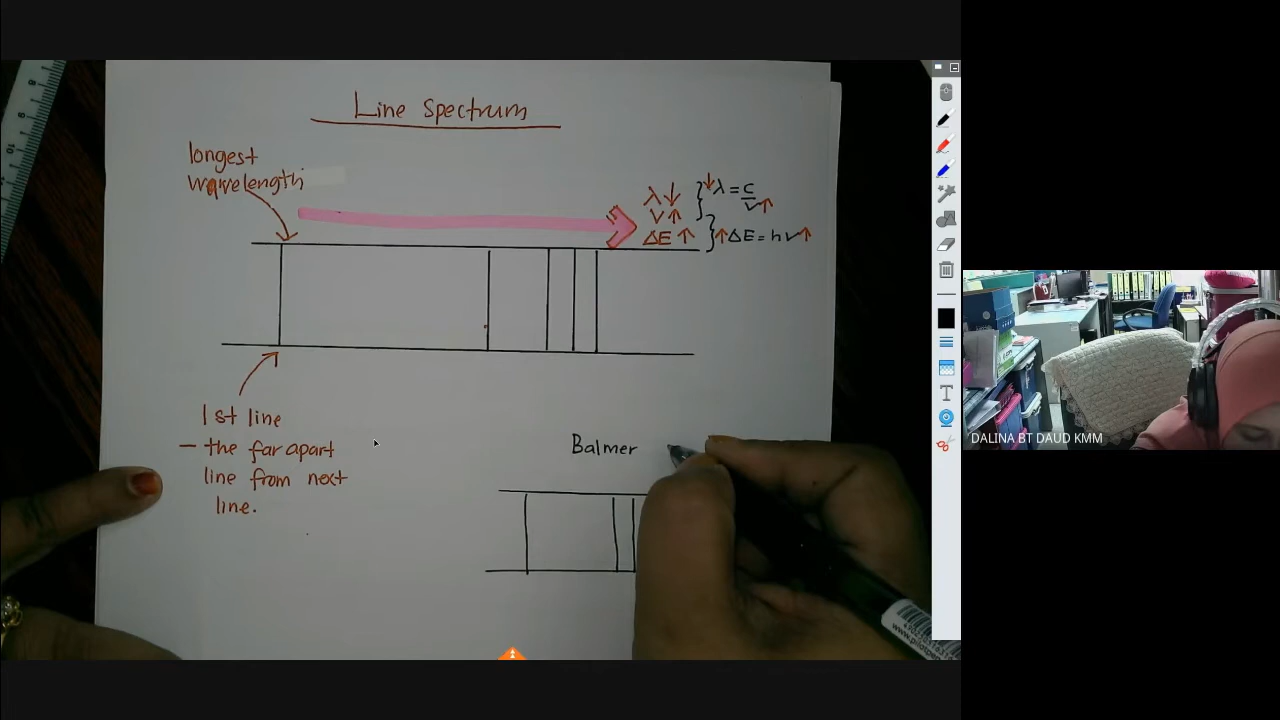 Line Spectrum
longest
wavelength
λ↓
ν↑
ΔE↑
↓λ = c/ν↑
↑ΔE = hν↑
1st line
– the far apart
line from next
line.
Balmer
DALINA BT DAUD KMM